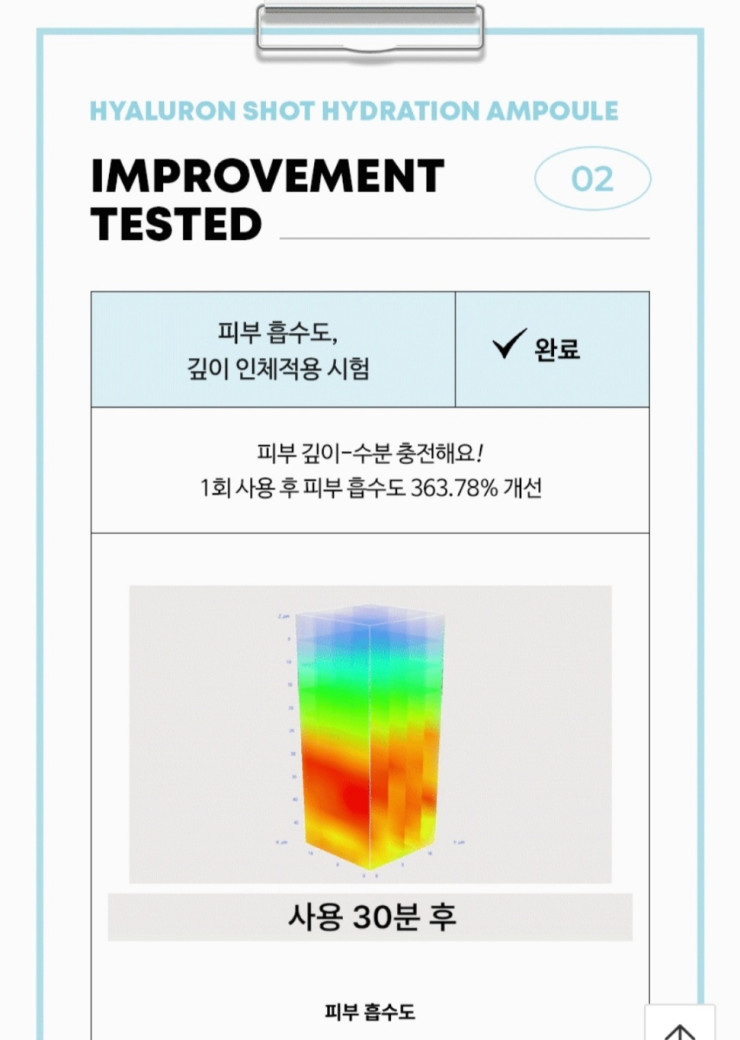 HYALURON SHOT HYDRATION AMPOULE
IMPROVEMENT
TESTED
02
피부 흡수도,
깊이 인체적용 시험
✓ 완료
피부 깊이-수분 충전해요!
1회 사용 후 피부 흡수도 363.78% 개선
사용 30분 후
피부 흡수도